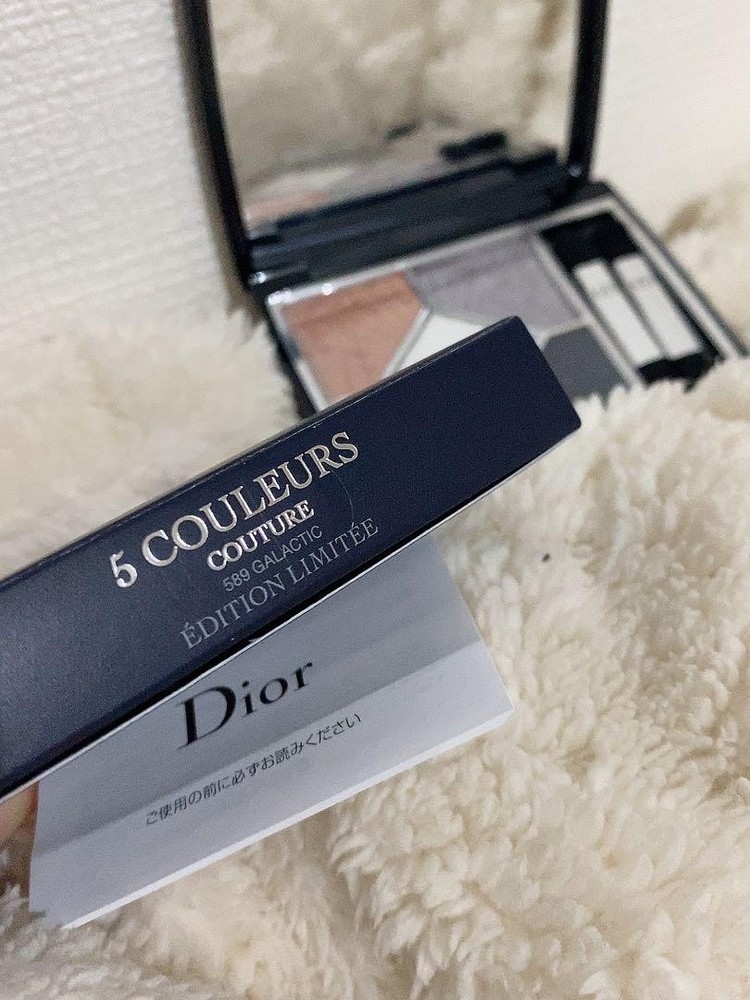 5 COULEURS
COUTURE
589 GALACTIC
ÉDITION LIMITÉE
Dior
ご使用の前に必ずお読みください